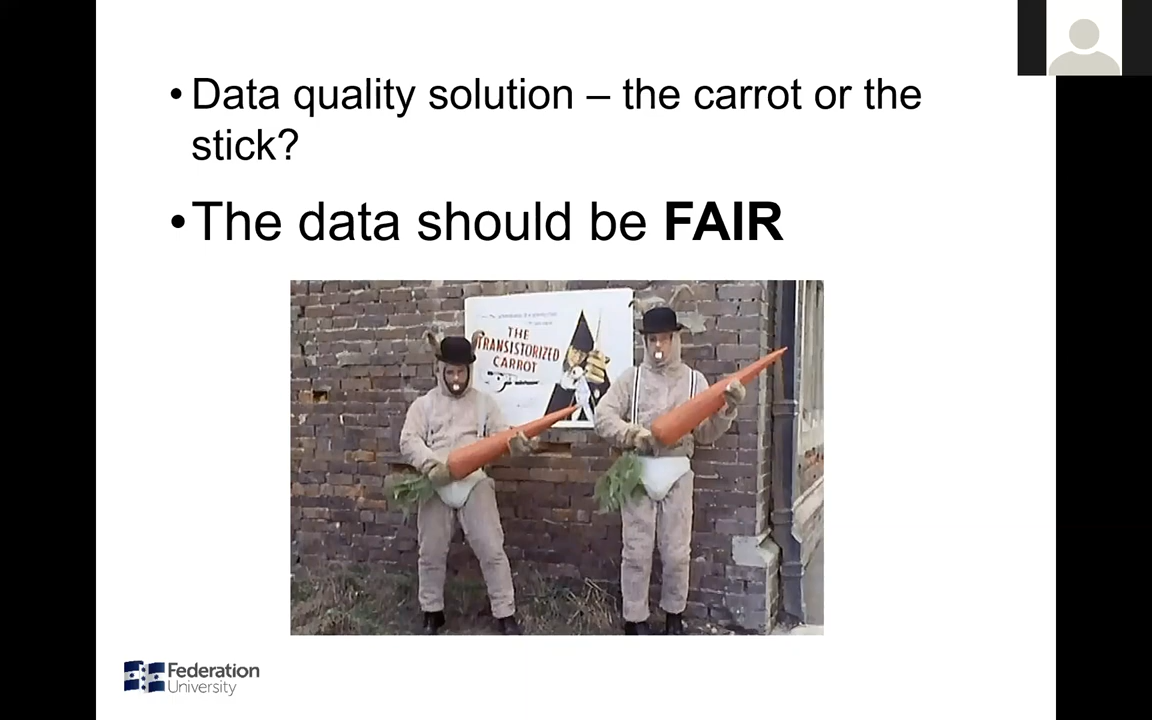 • Data quality solution – the carrot or the
stick?
• The data should be FAIR
THE
TRANSISTORIZED
CARROT
Federation
University